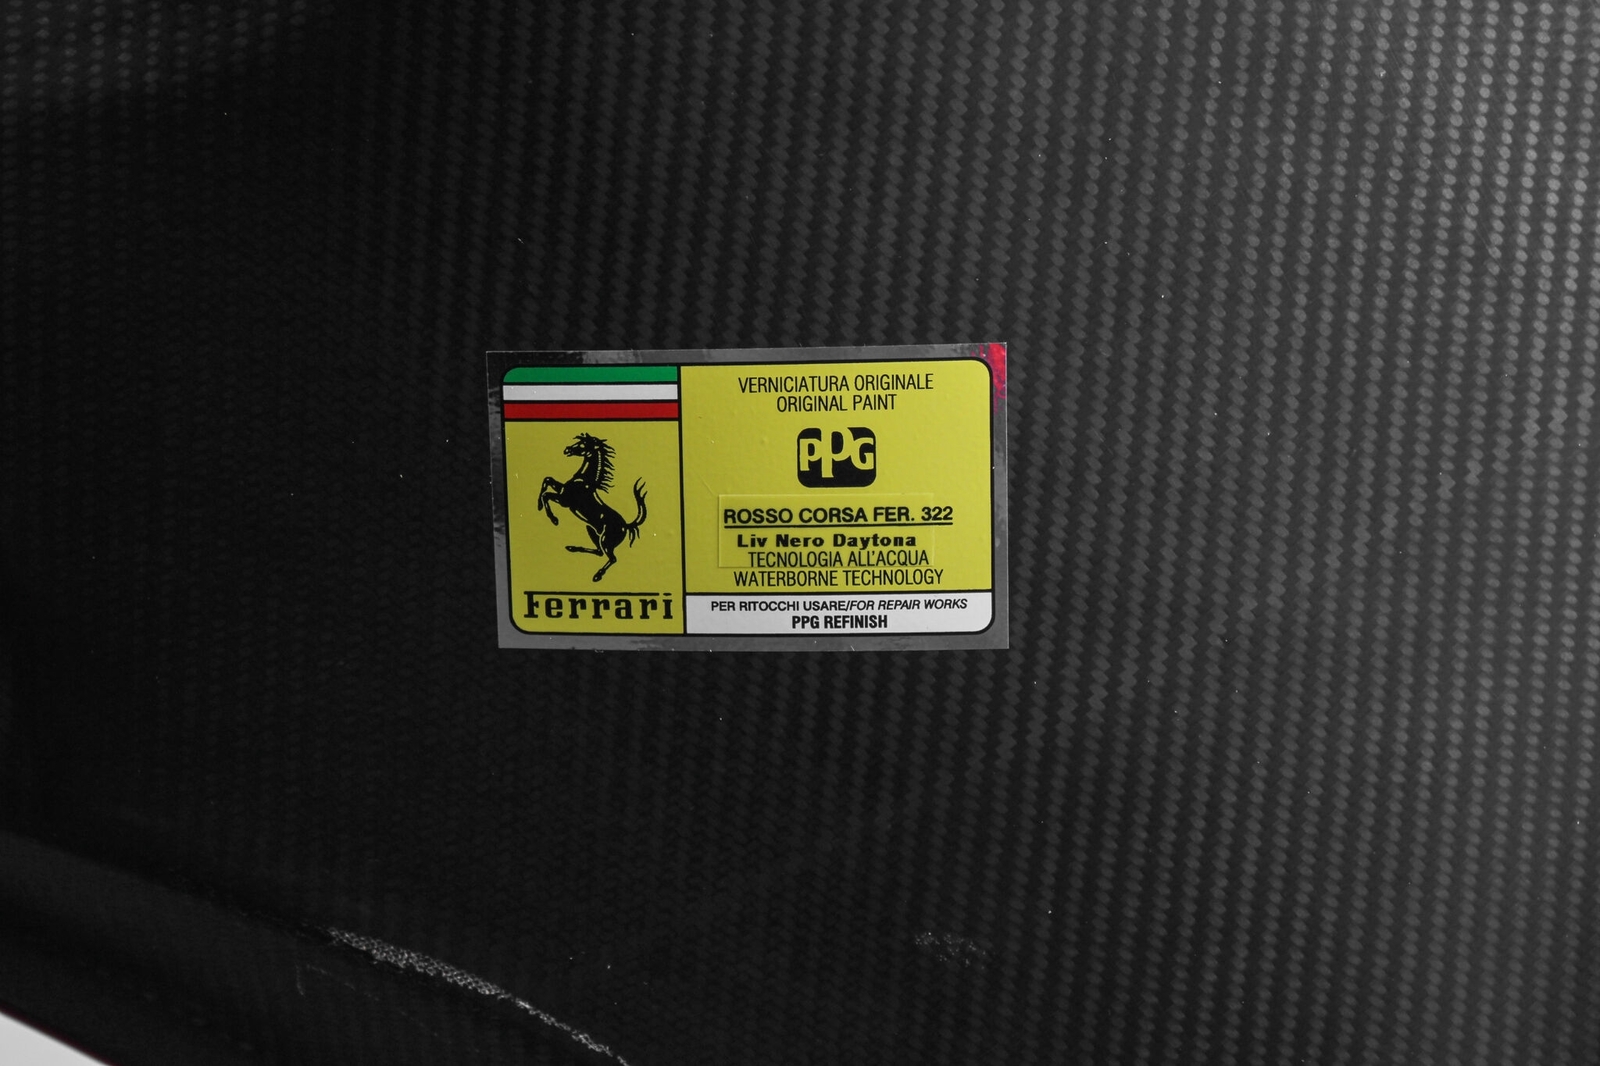 Ferrari
VERNICIATURA ORIGINALE
ORIGINAL PAINT
PPG
ROSSO CORSA FER. 322
Liv Nero Daytona
TECNOLOGIA ALL'ACQUA
WATERBORNE TECHNOLOGY
PER RITOCCHI USARE/FOR REPAIR WORKS
PPG REFINISH